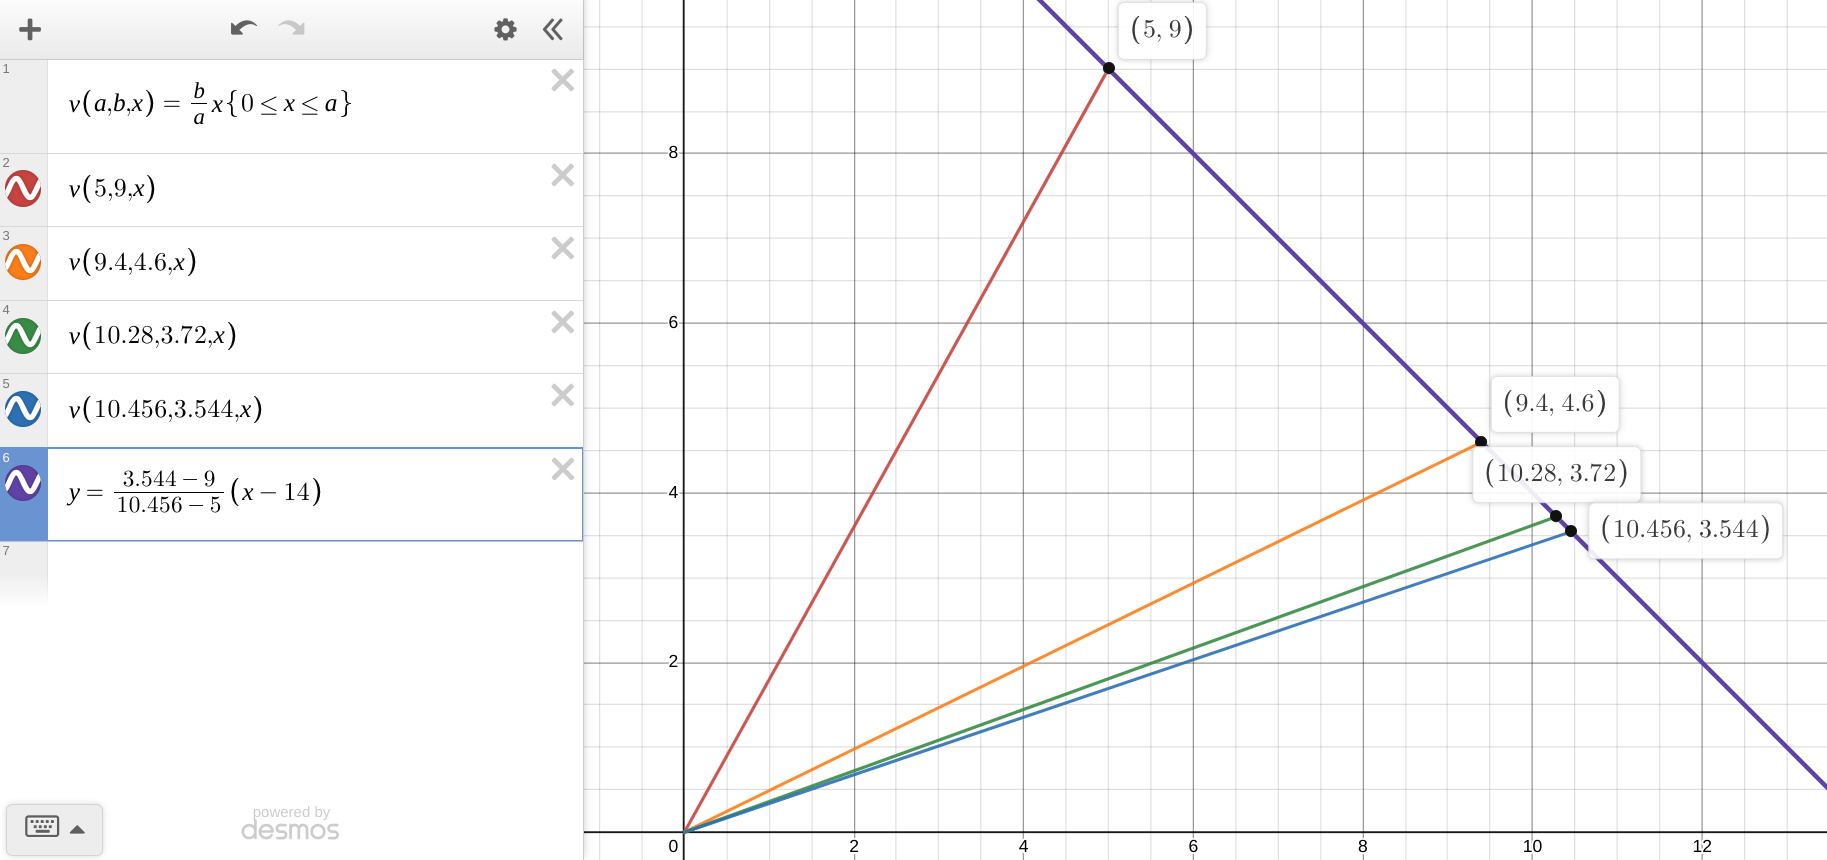 1
v(a,b,x) = b/a x{0 ≤ x ≤ a}
2
v(5,9,x)
3
v(9.4,4.6,x)
4
v(10.28,3.72,x)
5
v(10.456,3.544,x)
6
y = (3.544 − 9)/(10.456 − 5) (x − 14)
7
powered by
desmos
(5, 9)
8
6
(9.4, 4.6)
(10.28, 3.72)
4
(10.456, 3.544)
2
0 2 4 6 8 10 12